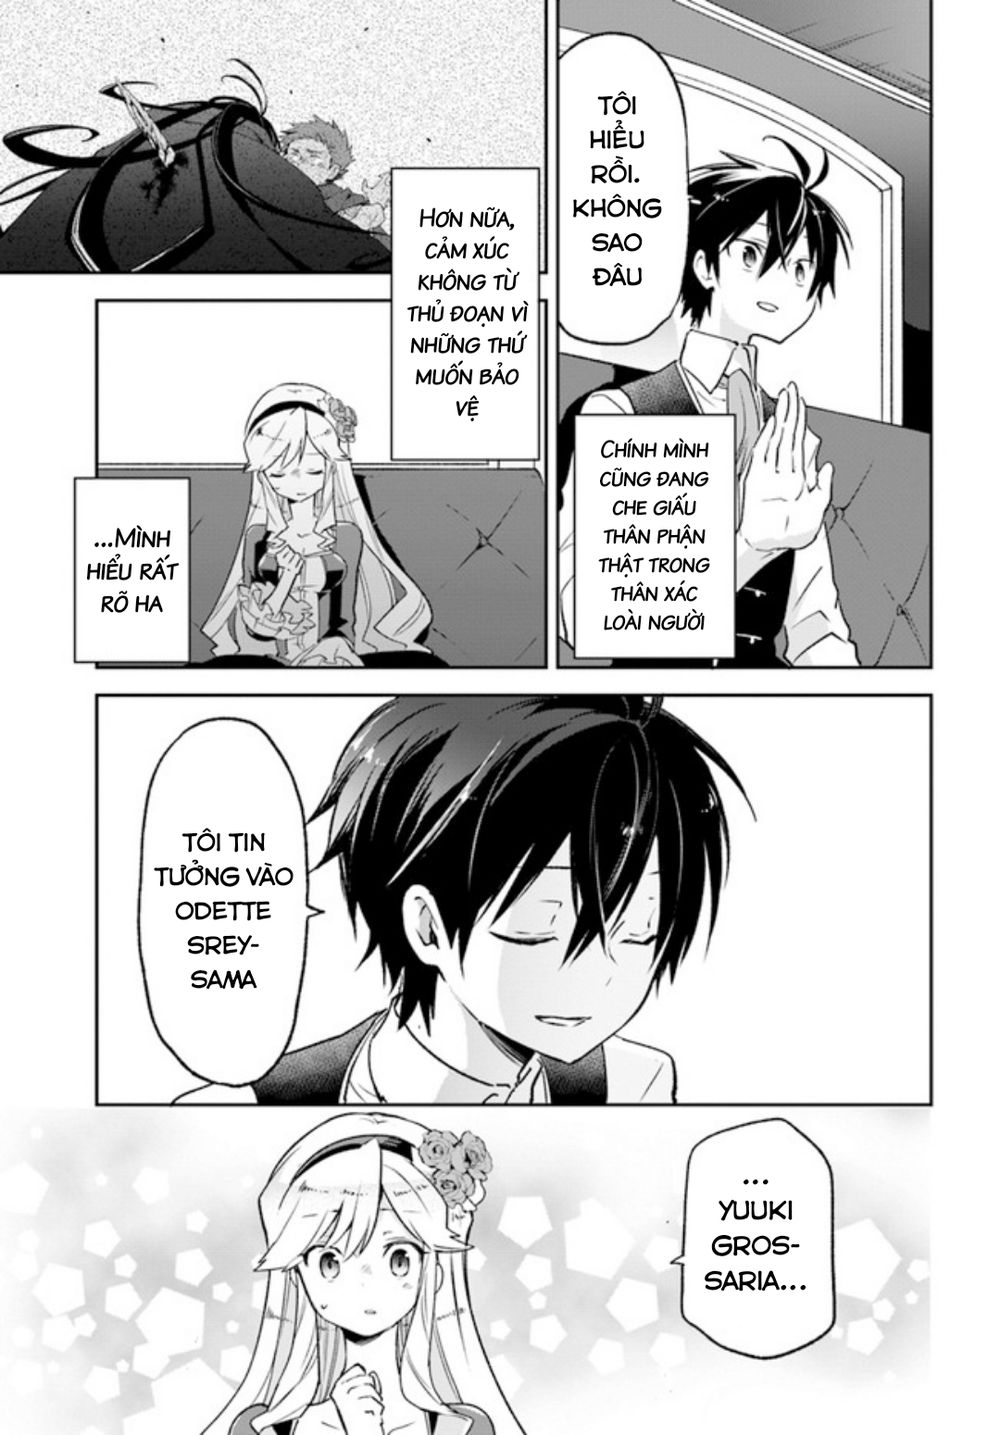 TÔI
HIỂU
RỒI.
KHÔNG
SAO
ĐÂU
CHÍNH MÌNH
CŨNG ĐANG
CHE GIẤU
THÂN PHẬN
THẬT TRONG
THÂN XÁC
LOÀI NGƯỜI
HƠN NỮA,
CẢM XÚC
KHÔNG TỪ
THỦ ĐOẠN VÌ
NHỮNG THỨ
MUỐN BẢO
VỆ
...MÌNH
HIỂU RẤT
RÕ HA
TÔI TIN
TƯỞNG VÀO
ODETTE
SREY-
SAMA
...
YUUKI
GROS-
SARIA...